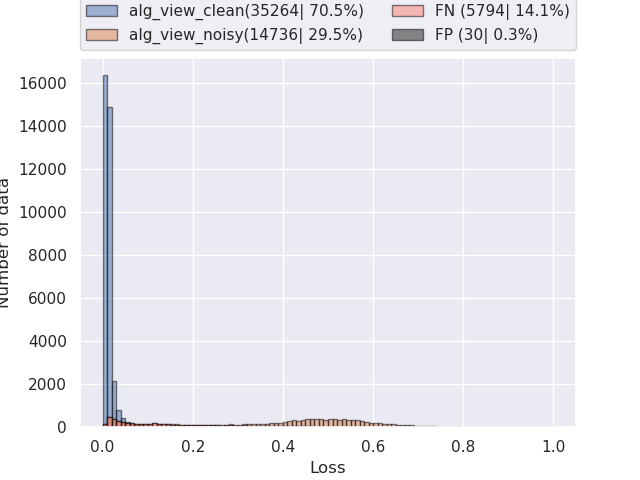 alg_view_clean(35264| 70.5%)
alg_view_noisy(14736| 29.5%)
FN (5794| 14.1%)
FP (30| 0.3%)
16000
14000
12000
10000
8000
6000
4000
2000
0
Number of data
0.0 0.2 0.4 0.6 0.8 1.0
Loss